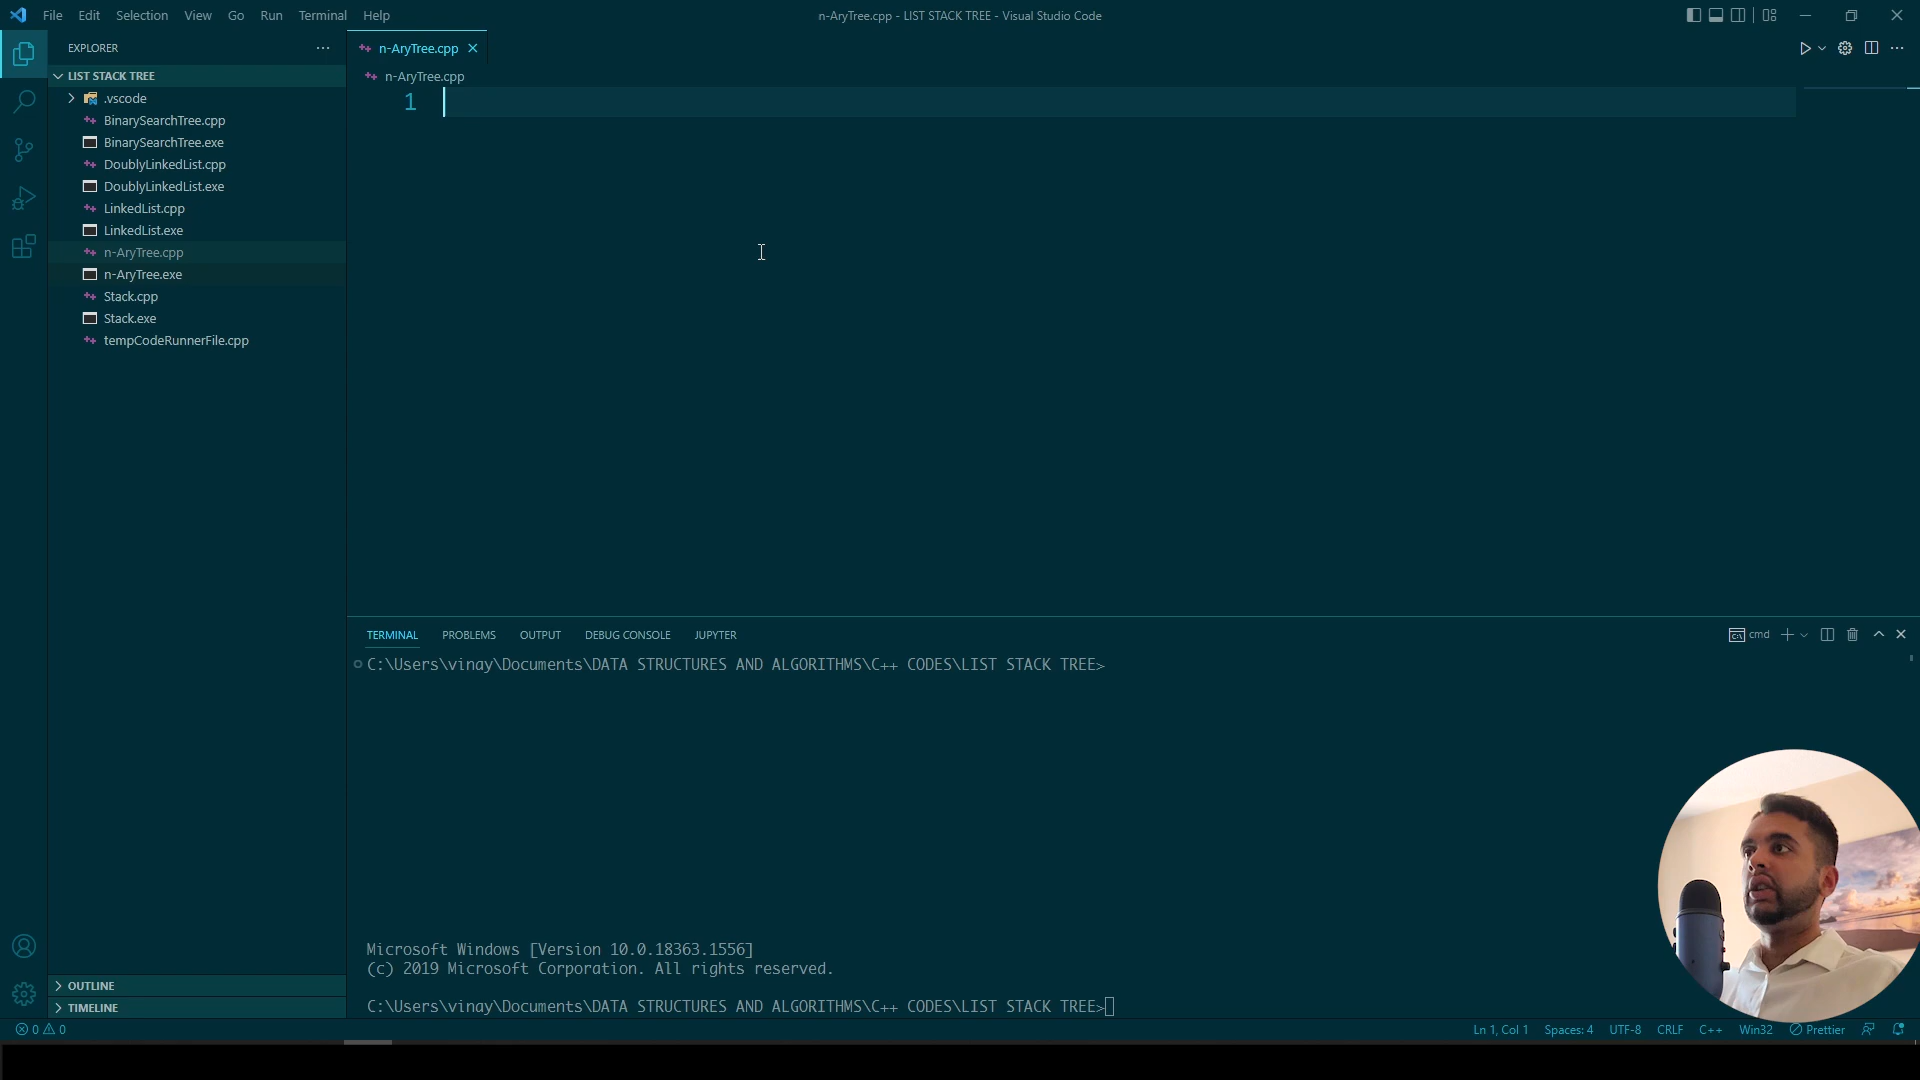 File Edit Selection View Go Run Terminal Help
n-AryTree.cpp - LIST STACK TREE - Visual Studio Code
EXPLORER
LIST STACK TREE
.vscode
BinarySearchTree.cpp
BinarySearchTree.exe
DoublyLinkedList.cpp
DoublyLinkedList.exe
LinkedList.cpp
LinkedList.exe
n-AryTree.cpp
n-AryTree.exe
Stack.cpp
Stack.exe
tempCodeRunnerFile.cpp
OUTLINE
TIMELINE
n-AryTree.cpp
n-AryTree.cpp
1
TERMINAL PROBLEMS OUTPUT DEBUG CONSOLE JUPYTER
cmd
C:\Users\vinay\Documents\DATA STRUCTURES AND ALGORITHMS\C++ CODES\LIST STACK TREE>
Microsoft Windows [Version 10.0.18363.1556]
(c) 2019 Microsoft Corporation. All rights reserved.
C:\Users\vinay\Documents\DATA STRUCTURES AND ALGORITHMS\C++ CODES\LIST STACK TREE>
0 0
Ln 1, Col 1 Spaces: 4 UTF-8 CRLF C++ Win32 Prettier